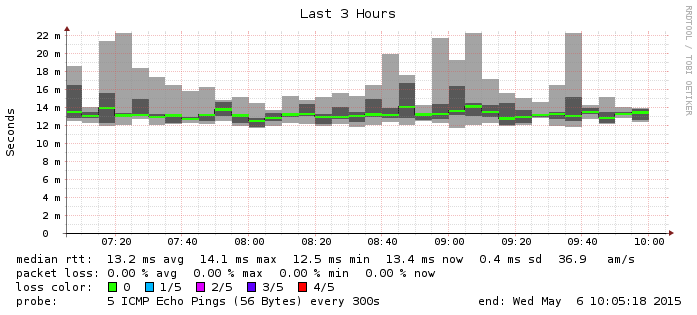 Last 3 Hours
RRDTOOL / TOBI OETIKER
Seconds
22 m
20 m
18 m
16 m
14 m
12 m
10 m
8 m
6 m
4 m
2 m
0
07:20 07:40 08:00 08:20 08:40 09:00 09:20 09:40 10:00
median rtt: 13.2 ms avg 14.1 ms max 12.5 ms min 13.4 ms now 0.4 ms sd 36.9 am/s
packet loss: 0.00 % avg 0.00 % max 0.00 % min 0.00 % now
loss color: 0 1/5 2/5 3/5 4/5
probe: 5 ICMP Echo Pings (56 Bytes) every 300s end: Wed May 6 10:05:18 2015